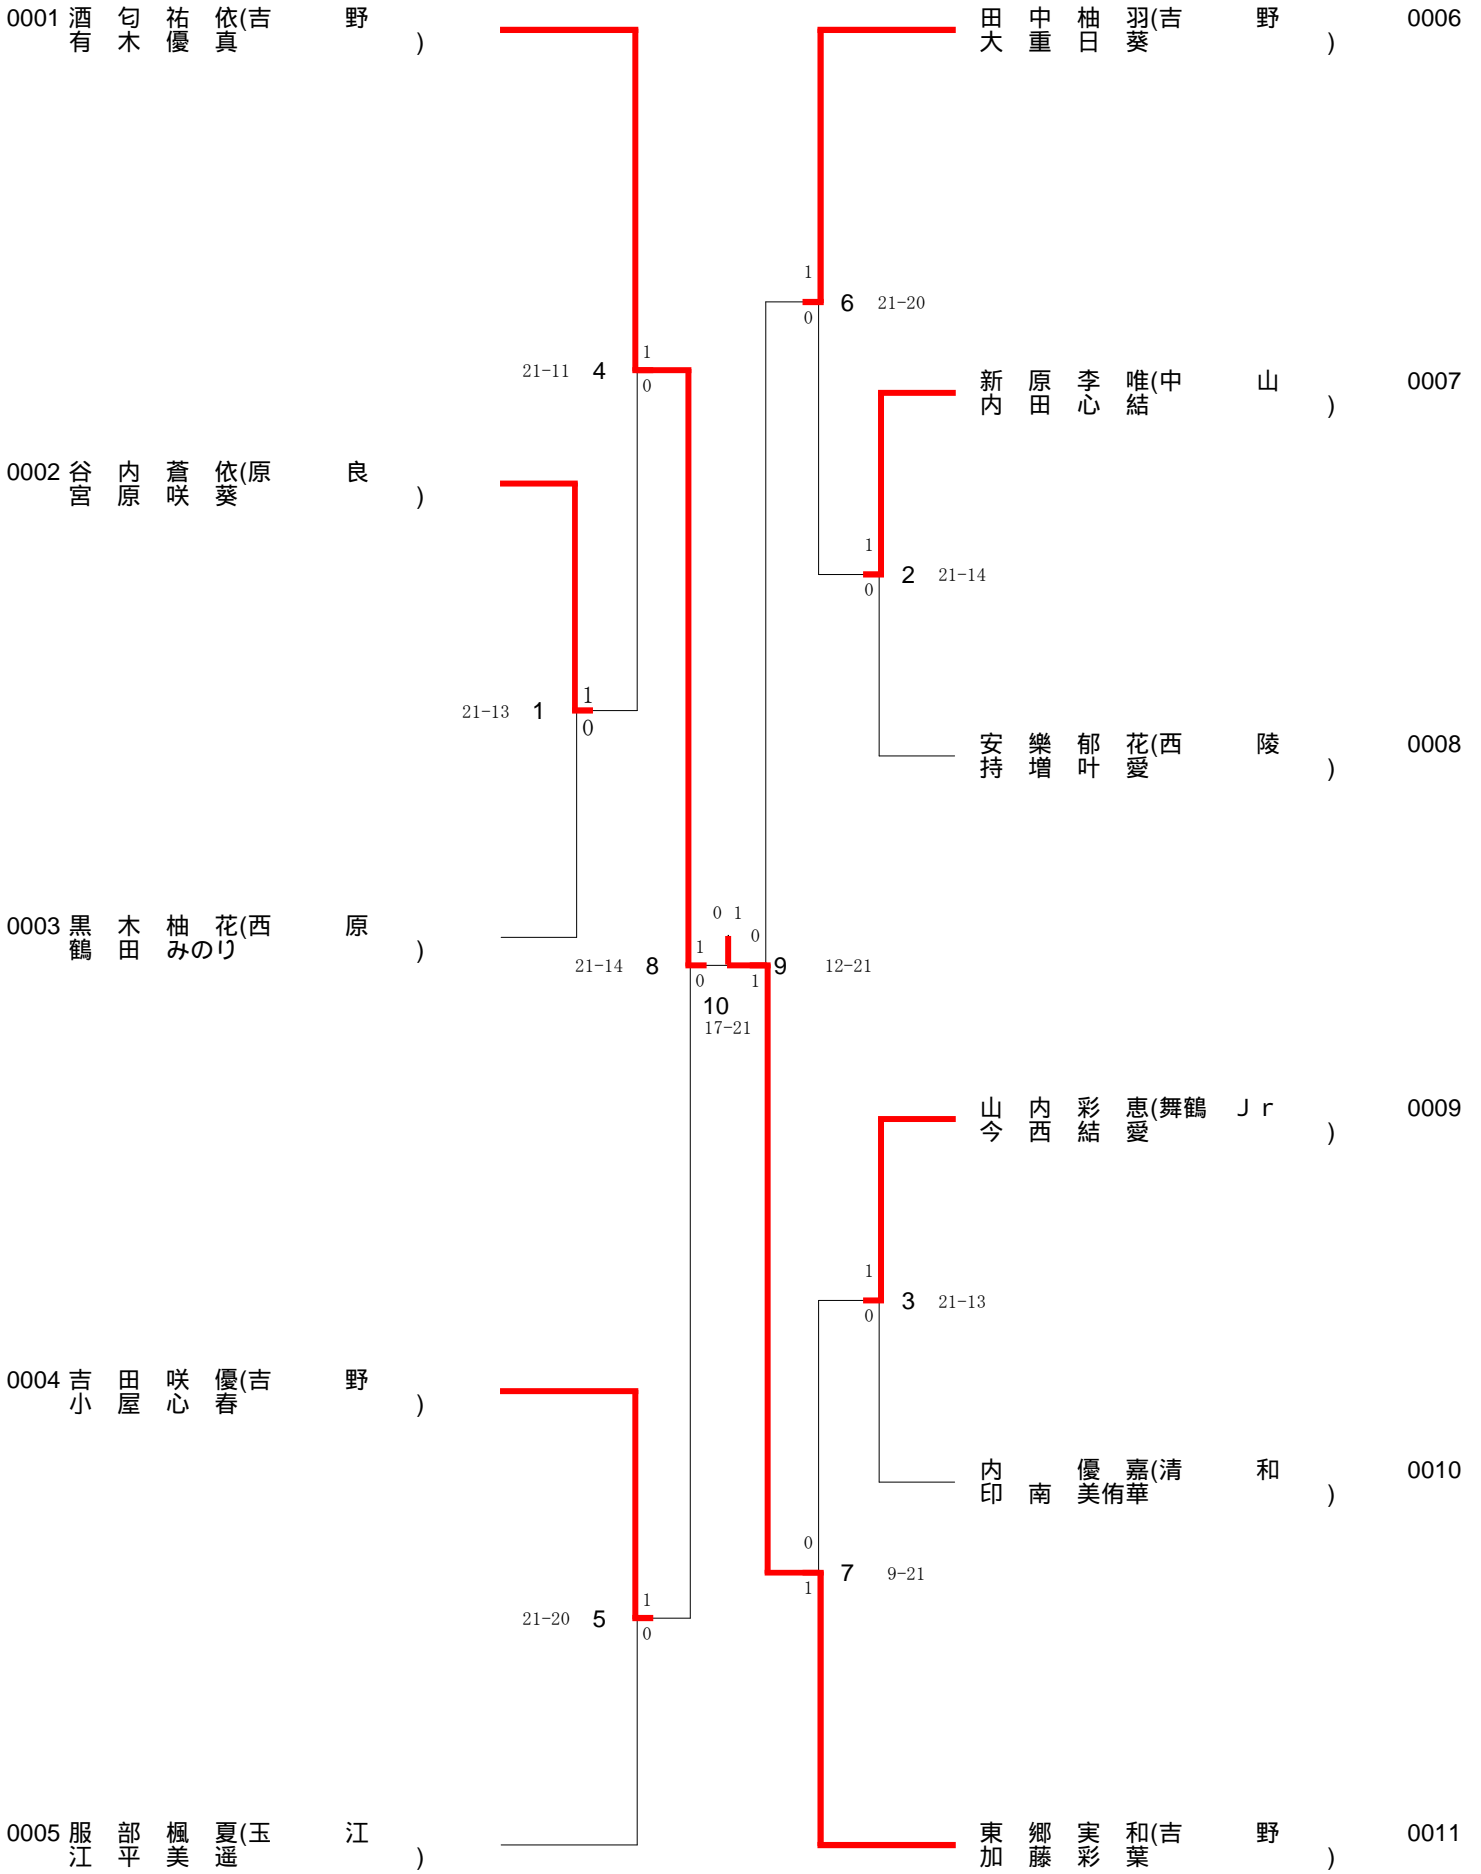 0001 酒 匂 祐 依(吉 野
有 木 優 真 )
田 中 柚 羽(吉 野 0006
大 重 日 葵 )
1
6 21-20
0
1
21-11 4
0
新 原 李 唯(中 山 0007
内 田 心 結 )
0002 谷 内 蒼 依(原 良
宮 原 咲 葵 )
1
2 21-14
0
1
21-13 1
0
安 樂 郁 花(西 陵 0008
持 増 叶 愛 )
0003 黒 木 柚 花(西 原
鶴 田 みのり )
0 1
1 0
21-14 8 9 12-21
0 1
10
17-21
山 内 彩 恵(舞鶴 Ｊｒ 0009
今 西 結 愛 )
1
3 21-13
0
0004 吉 田 咲 優(吉 野
小 屋 心 春 )
内 優 嘉(清 和 0010
印 南 美侑華 )
0
7 9-21
1
1
21-20 5
0
0005 服 部 楓 夏(玉 江
江 平 美 遥 )
東 郷 実 和(吉 野 0011
加 藤 彩 葉 )